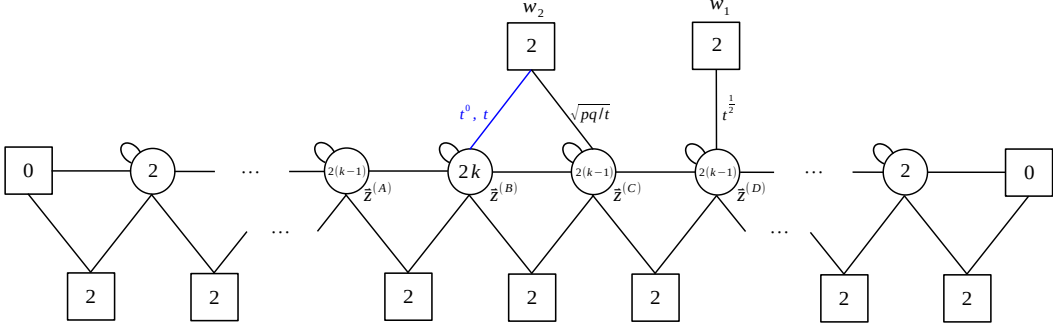 w₂ w₁
2 2
t⁰, t √pq/t t^½
0 2 ... 2(k−1) 2k 2(k−1) 2(k−1) ... 2 0
z⃗^(A) z⃗^(B) z⃗^(C) z⃗^(D)
... ...
2 2 2 2 2 2 2